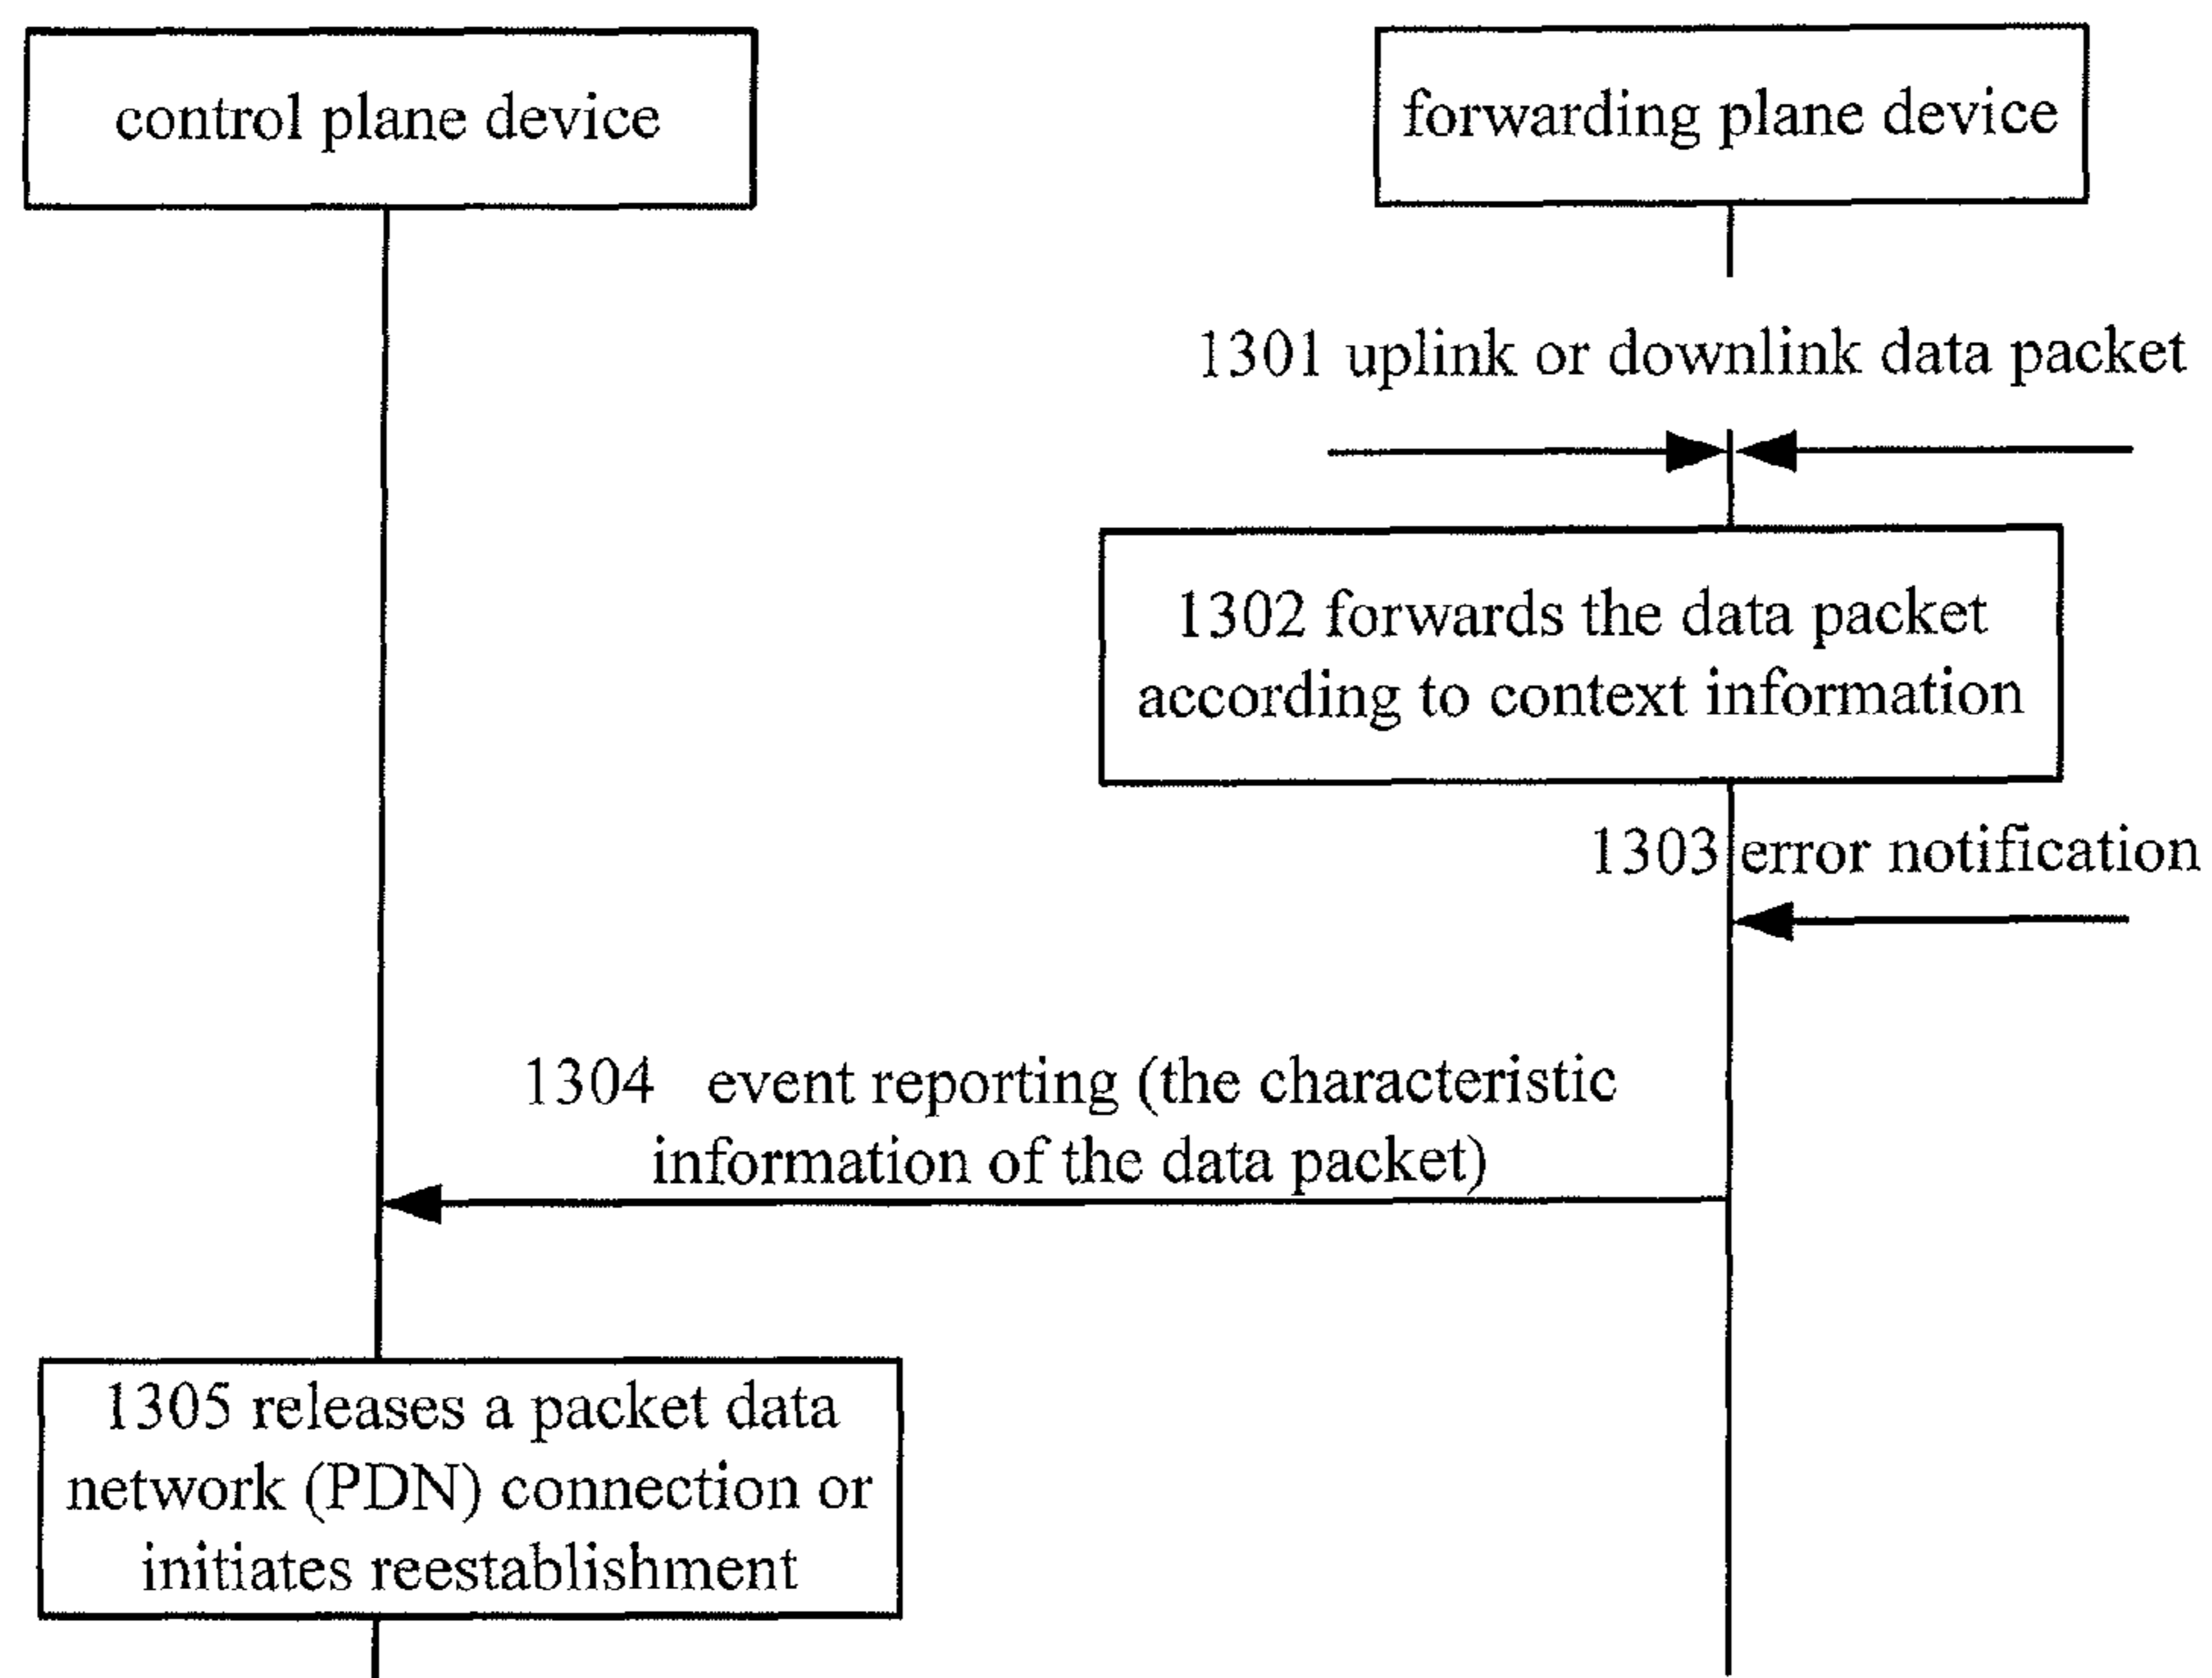 control plane device
forwarding plane device
1301 uplink or downlink data packet
1302 forwards the data packet
according to context information
1303 error notification
1304 event reporting (the characteristic
information of the data packet)
1305 releases a packet data
network (PDN) connection or
initiates reestablishment